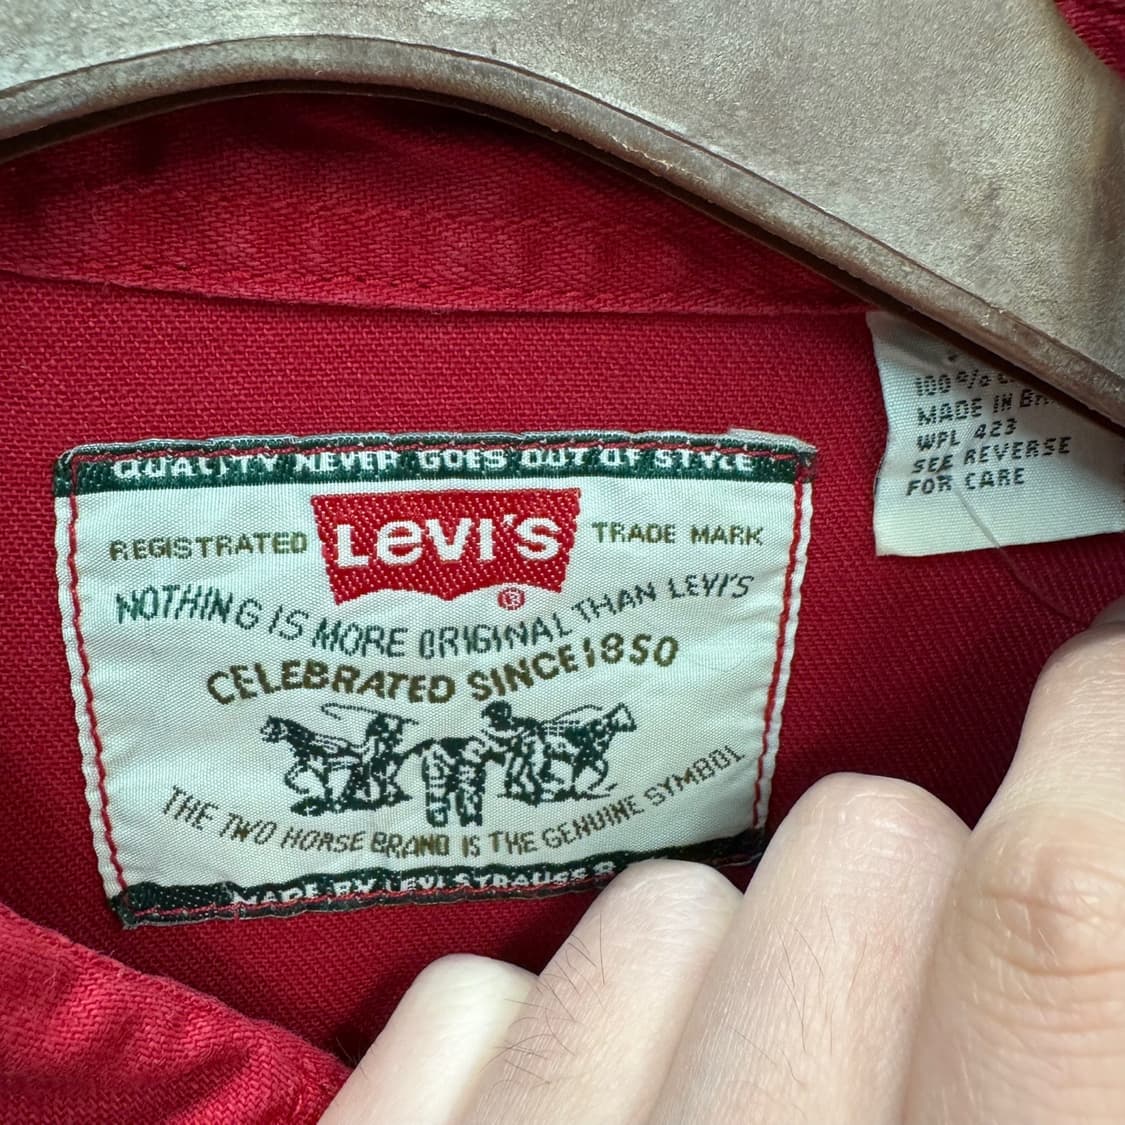 QUALITY NEVER GOES OUT OF STYLE
REGISTRATED LEVI'S TRADE MARK
®
NOTHING IS MORE ORIGINAL THAN LEVI'S
CELEBRATED SINCE 1850
THE TWO HORSE BRAND IS THE GENUINE SYMBOL
MADE BY LEVI STRAUSS &
100%
MADE IN
WPL 423
SEE REVERSE
FOR CARE